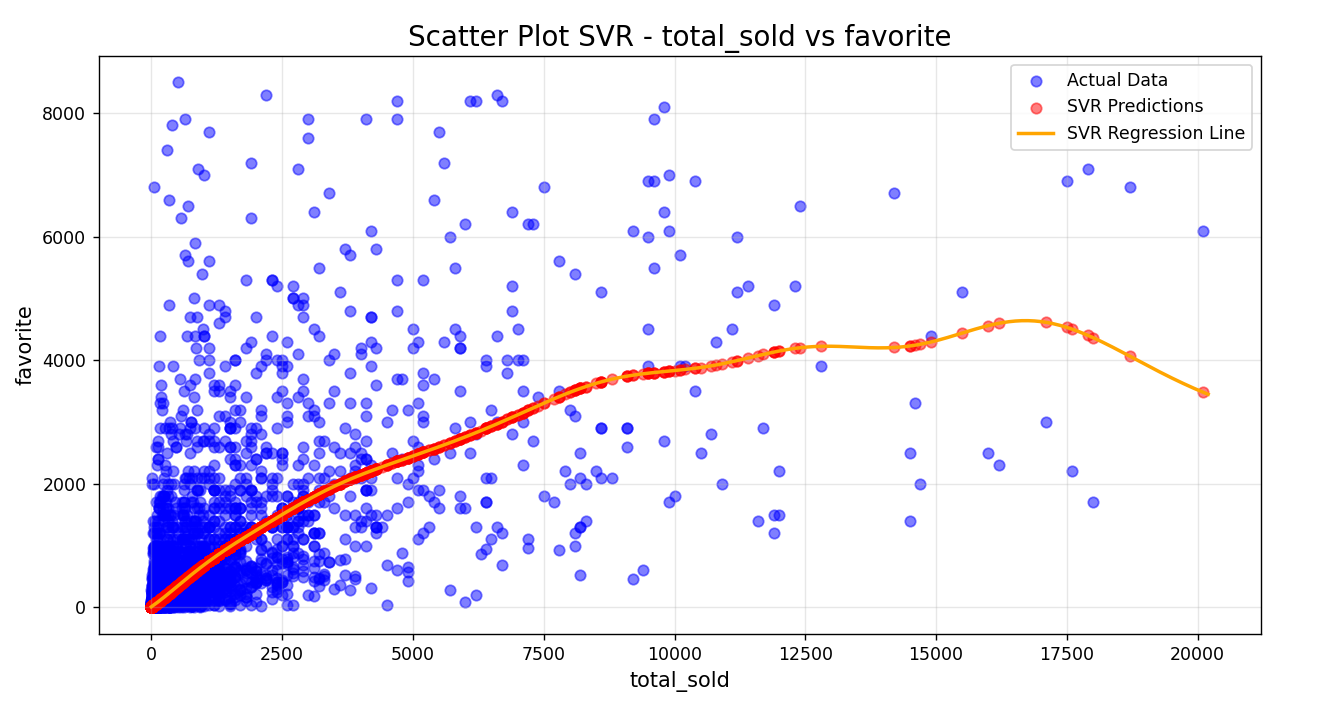 Scatter Plot SVR - total_sold vs favorite
Actual Data
SVR Predictions
SVR Regression Line
favorite
8000
6000
4000
2000
0
0 2500 5000 7500 10000 12500 15000 17500 20000
total_sold